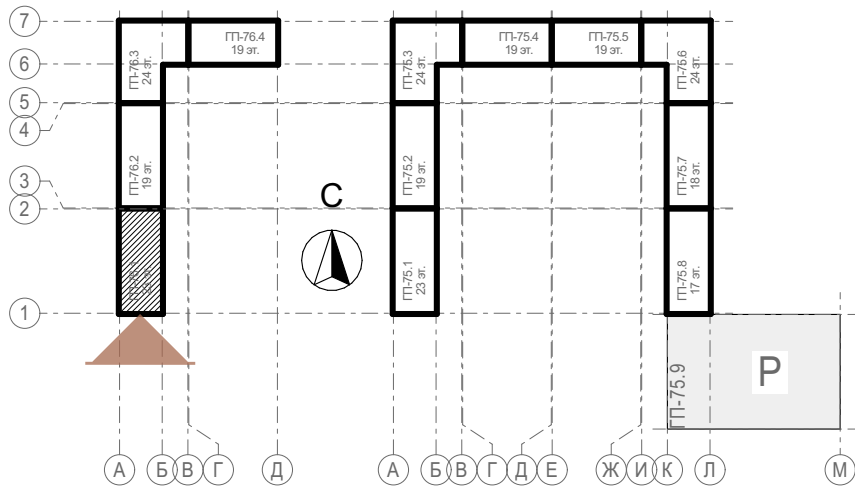 7
ГП-76.4
19 эт.
ГП-75.4
19 эт.
ГП-75.5
19 эт.
ГП-76.3
24 эт.
ГП-75.3
24 эт.
ГП-75.6
24 эт.
6
5
4
ГП-76.2
19 эт.
ГП-75.2
19 эт.
ГП-75.7
18 эт.
3
2
С
ГП-75.1
23 эт.
ГП-75.8
17 эт.
1
ГП-75.9
Р
А
Б
В
Г
Д
А
Б
В
Г
Д
Е
Ж
И
К
Л
М